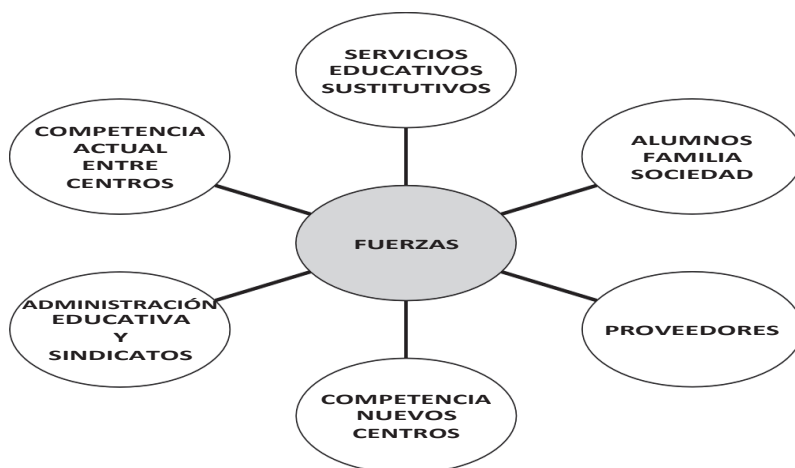 SERVICIOS
EDUCATIVOS
SUSTITUTIVOS
COMPETENCIA
ACTUAL
ENTRE
CENTROS
ALUMNOS
FAMILIA
SOCIEDAD
FUERZAS
ADMINISTRACIÓN
EDUCATIVA
Y
SINDICATOS
PROVEEDORES
COMPETENCIA
NUEVOS
CENTROS